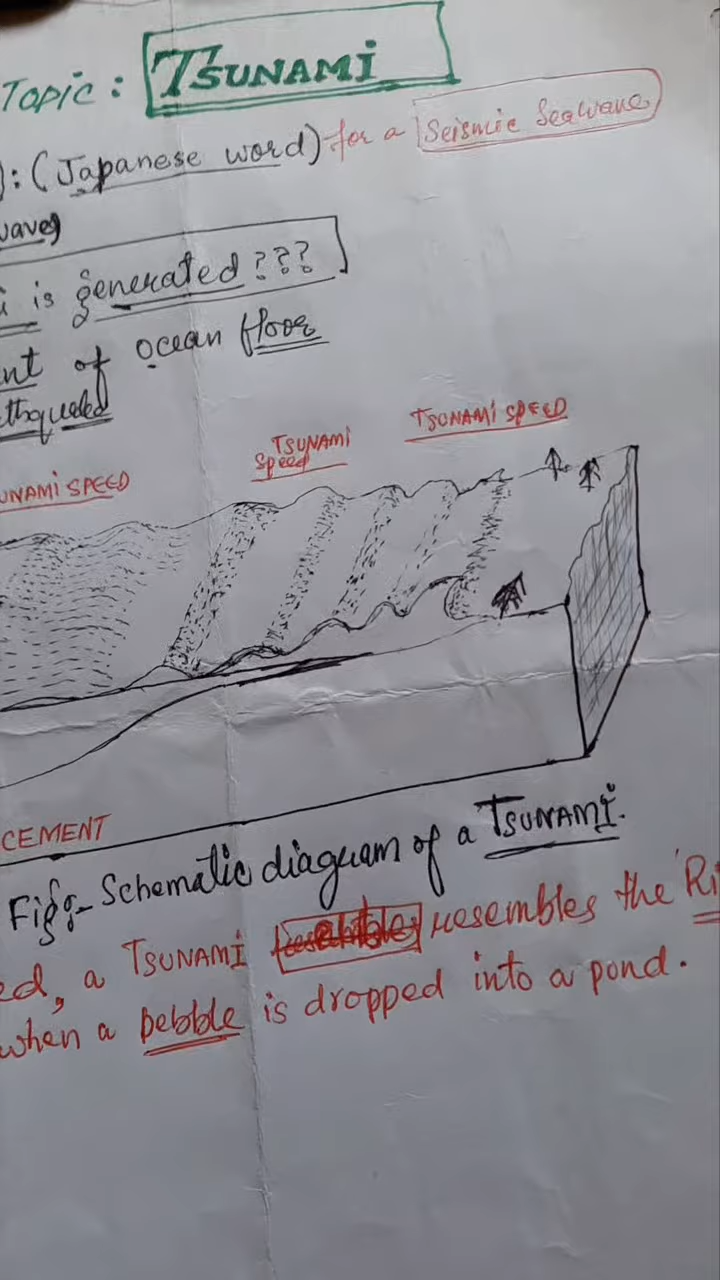 Topic: TSUNAMI
): (Japanese word) for a Seismic Seawave
wave)
i is generated???
nt of ocean floor
TSUNAMI SPEED
TSUNAMI Speed
UNAMI SPEED
CEMENT
Fig:- Schematic diagram of a TSUNAMI.
ed, a TSUNAMI resembles the Ri
when a pebble is dropped into a pond.